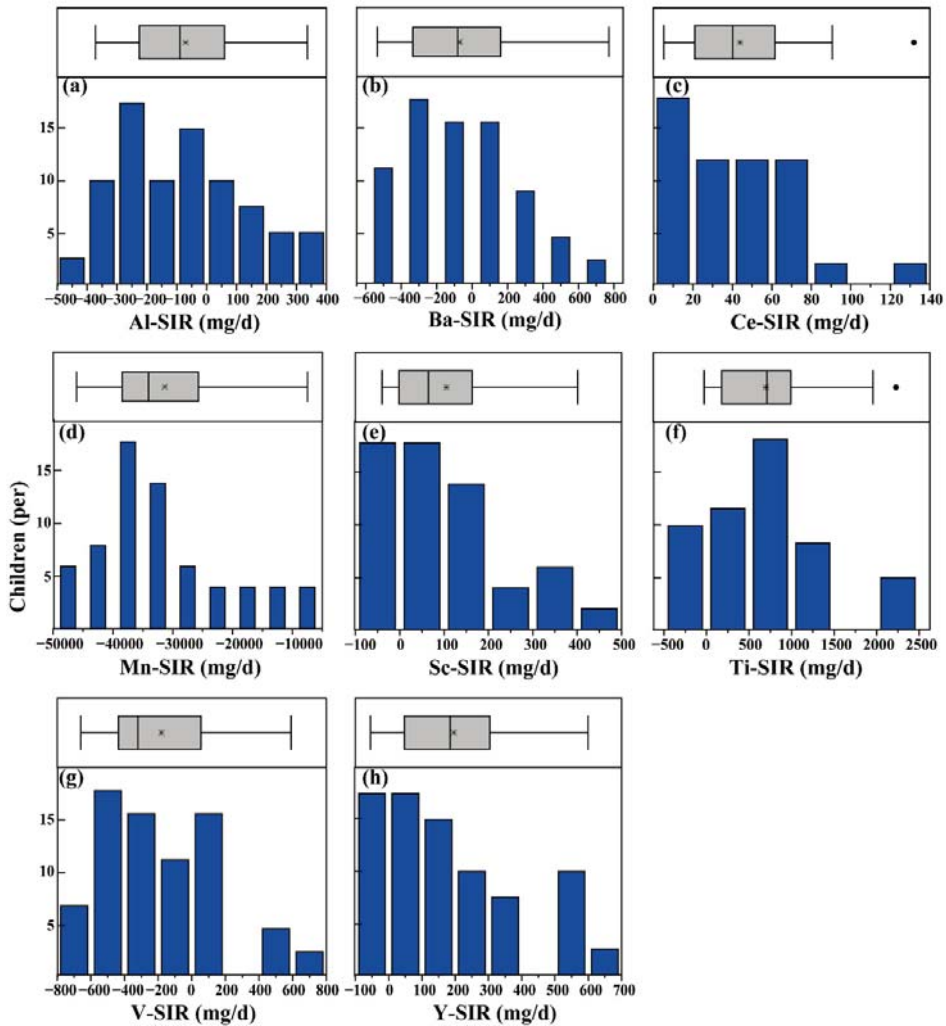 (a)
(b)
(c)
15
10
5
−500 −400 −300 −200 −100 0 100 200 300 400
−600 −400 −200 0 200 400 600 800
0 20 40 60 80 100 120 140
Al-SIR (mg/d)
Ba-SIR (mg/d)
Ce-SIR (mg/d)
(d)
(e)
(f)
Children (per)
15
10
5
−50000 −40000 −30000 −20000 −10000
−100 0 100 200 300 400 500
−500 0 500 1000 1500 2000 2500
Mn-SIR (mg/d)
Sc-SIR (mg/d)
Ti-SIR (mg/d)
(g)
(h)
15
10
5
−800 −600 −400 −200 0 200 400 600 800
−100 0 100 200 300 400 500 600 700
V-SIR (mg/d)
Y-SIR (mg/d)